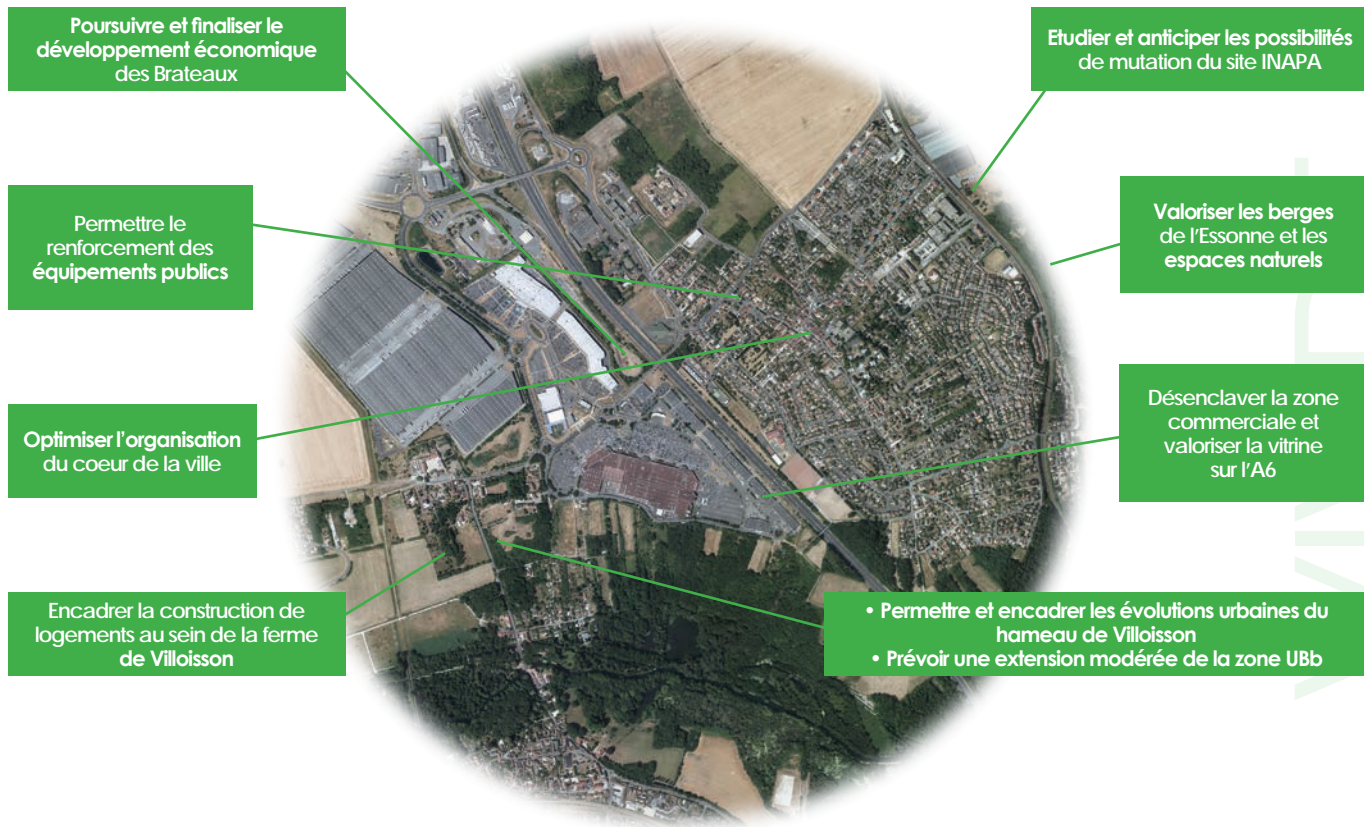 Poursuivre et finaliser le
développement économique
des Brateaux
Etudier et anticiper les possibilités
de mutation du site INAPA
Permettre le
renforcement des
équipements publics
Valoriser les berges
de l'Essonne et les
espaces naturels
Optimiser l'organisation
du coeur de la ville
Désenclaver la zone
commerciale et
valoriser la vitrine
sur l'A6
Encadrer la construction de
logements au sein de la ferme
de Villoisson
• Permettre et encadrer les évolutions urbaines du
hameau de Villoisson
• Prévoir une extension modérée de la zone UBb